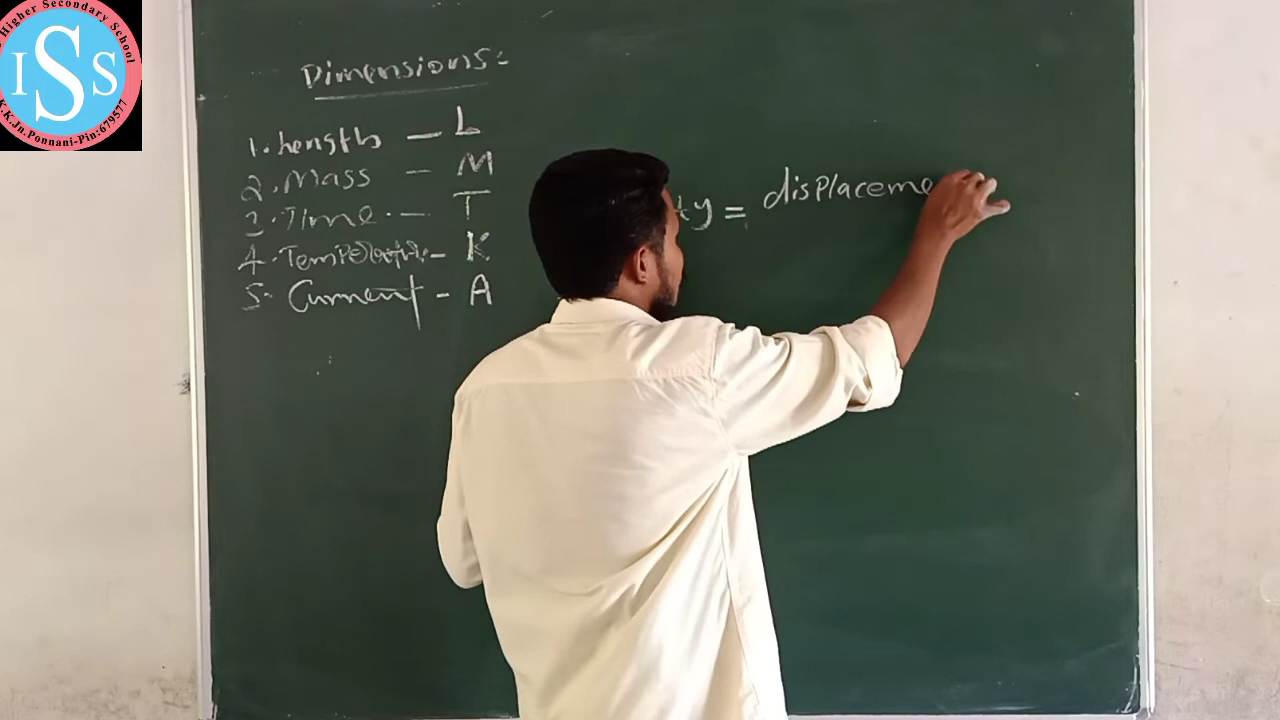 Higher Secondary School
ISS
K.K.Jn.Ponnani-Pin:679577
Dimensions:
1. Length — L
2. Mass — M
3. Time. — T
4. Temperature — K
5. Current - A
ty = displaceme